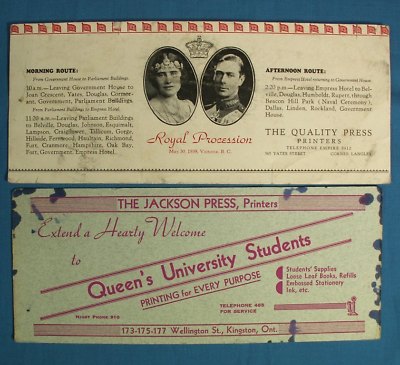 MORNING ROUTE:
From Government House to Parliament Buildings.
10 a.m.—Leaving Government House to
Joan Crescent, Yates, Douglas, Cormor-
ant, Government, Parliament Buildings.
From Parliament Buildings
11:20 a.m.—Leaving Parliament Buildings to
Belville, Douglas, Johnson, Esquimalt,
Lampson, Craigflower, Tillicum, Gorge,
Hillside, Fernwood, Haultain, Richmond,
Fort, Cranmore, Hampshire, Oak Bay,
Fort, Government, Empress Hotel.
Royal Procession
May 30, 1939, Victoria, B. C.
AFTERNOON ROUTE:
From Empress Hotel returning to Government House
2:20 p.m.—Leaving Empress Hotel to Bel-
ville, Douglas, Humboldt, Rupert, through
Beacon Hill Park (Naval Ceremony),
Dallas, Linden, Rockland, Government
House.
THE QUALITY PRESS
PRINTERS
TELEPHONE EMPIRE
YATES STREET CORNER LANGLEY
THE JACKSON PRESS, Printers
Extend a Hearty Welcome
to
Queen's University Students
PRINTING for EVERY PURPOSE
Students' Supplies
Loose Leaf Books, Refills
Embossed Stationery
Ink, etc.
NIGHT PHONE 910
TELEPHONE 485
FOR SERVICE
173-175-177 Wellington St., Kingston, Ont.